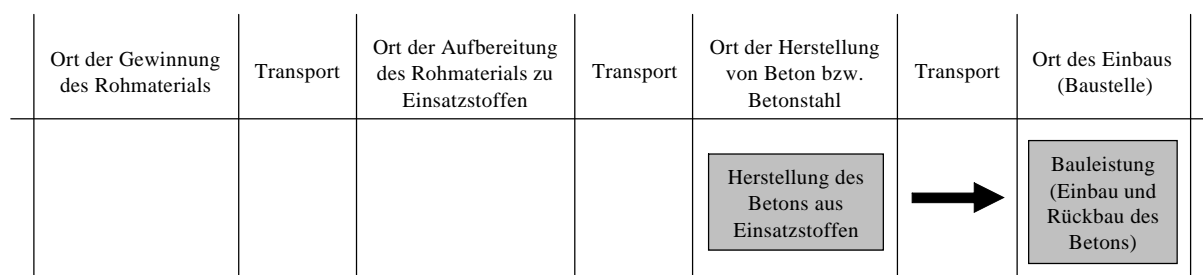 Ort der Gewinnung
des Rohmaterials
Transport
Ort der Aufbereitung
des Rohmaterials zu
Einsatzstoffen
Transport
Ort der Herstellung
von Beton bzw.
Betonstahl
Transport
Ort des Einbaus
(Baustelle)
Herstellung des
Betons aus
Einsatzstoffen
Bauleistung
(Einbau und
Rückbau des
Betons)